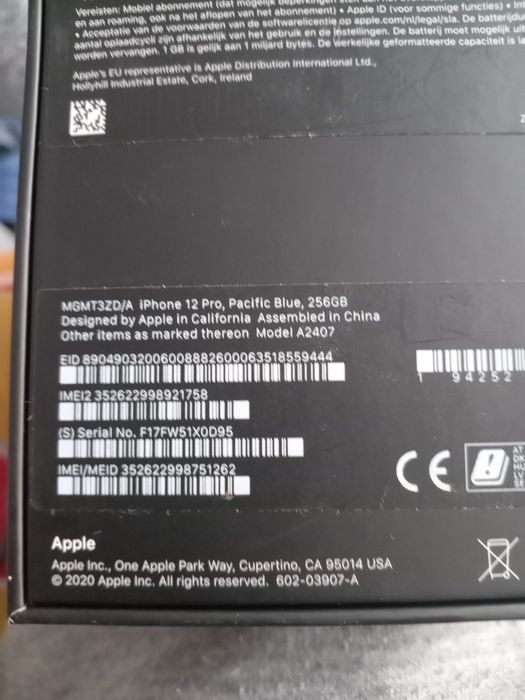 Vereisten: Mobiel abonnement (dat mogelijk beperkingen
en aan roaming, ook na het aflopen van het abonnement) • Apple ID (voor sommige functies) •
• Acceptatie van de voorwaarden van de softwarelicentie op apple.com/nl/legal/sla. De batterijduur
aantal oplaadcycli zijn afhankelijk van het gebruik en de instellingen. De batterij moet mogelijk
worden vervangen. 1 GB is gelijk aan 1 miljard bytes. De werkelijke geformatteerde capaciteit is
Apple's EU representative is Apple Distribution International Ltd.,
Hollyhill Industrial Estate, Cork, Ireland
MGMT3ZD/A iPhone 12 Pro, Pacific Blue, 256GB
Designed by Apple in California Assembled in China
Other items as marked thereon Model A2407
EID 89049032006008882600063518559444
IMEI2 352622998921758
(S) Serial No. F17FW51X0D95
IMEI/MEID 352622998751262
1 94252
CE
Apple
Apple Inc., One Apple Park Way, Cupertino, CA 95014 USA
© 2020 Apple Inc. All rights reserved. 602-03907-A